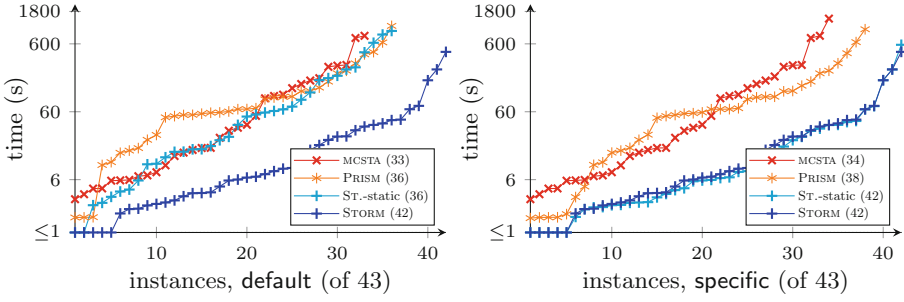 1800
600
60
6
≤1
time (s)
10
20
30
40
instances, default (of 43)
MCSTA (33)
PRISM (36)
ST.-static (36)
STORM (42)
1800
600
60
6
≤1
time (s)
10
20
30
40
instances, specific (of 43)
MCSTA (34)
PRISM (38)
ST.-static (42)
STORM (42)